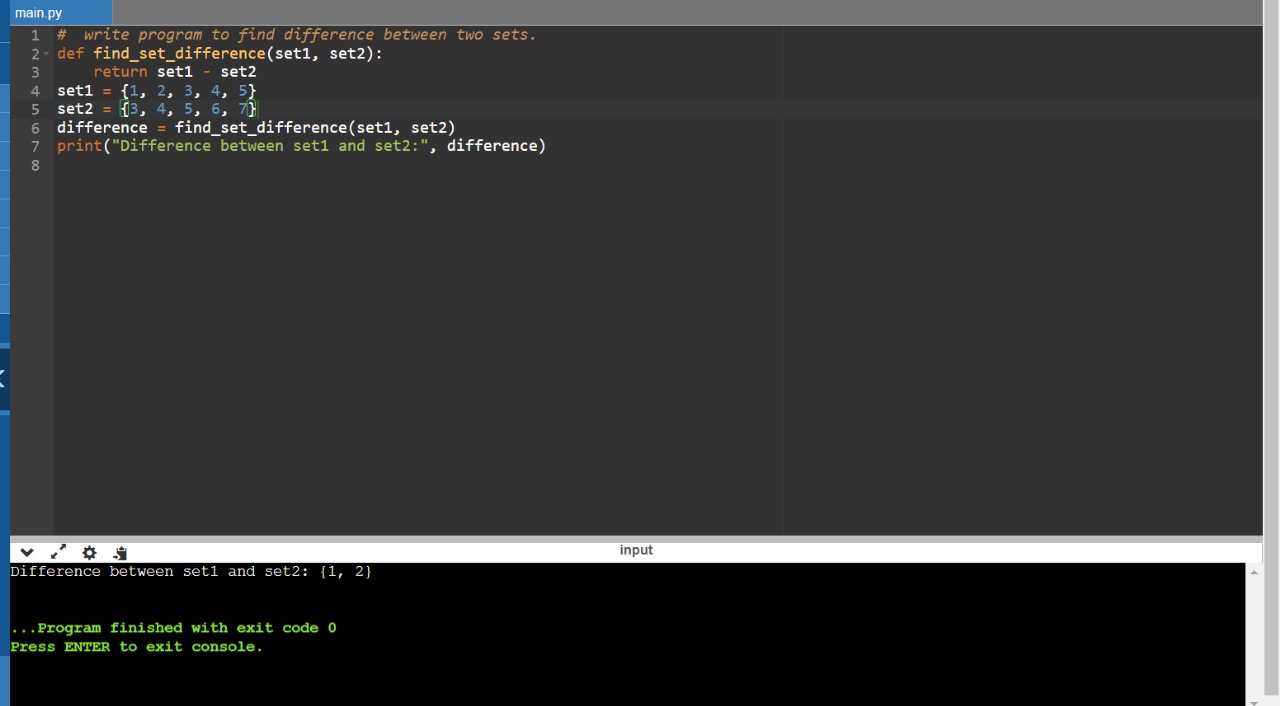 main.py
1 #  write program to find difference between two sets.
2 def find_set_difference(set1, set2):
3     return set1 - set2
4 set1 = {1, 2, 3, 4, 5}
5 set2 = {3, 4, 5, 6, 7}
6 difference = find_set_difference(set1, set2)
7 print("Difference between set1 and set2:", difference)
8
input
Difference between set1 and set2: {1, 2}
...Program finished with exit code 0
Press ENTER to exit console.